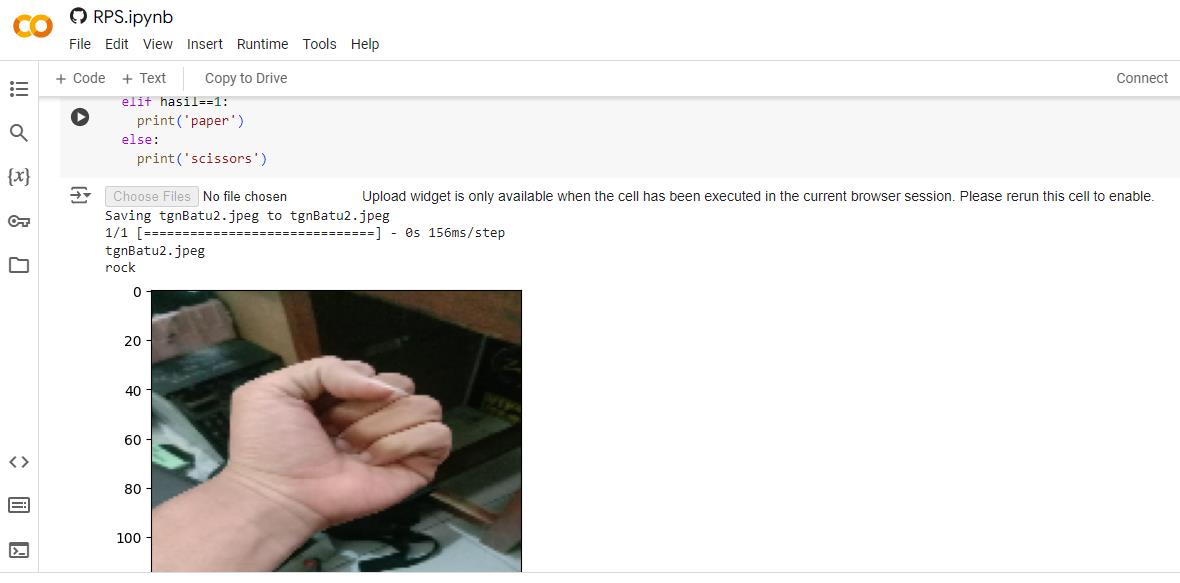 RPS.ipynb
File Edit View Insert Runtime Tools Help
+ Code + Text Copy to Drive Connect
elif hasil==1:
print('paper')
else:
print('scissors')
{x}
Choose Files No file chosen Upload widget is only available when the cell has been executed in the current browser session. Please rerun this cell to enable.
Saving tgnBatu2.jpeg to tgnBatu2.jpeg
1/1 [==============================] - 0s 156ms/step
tgnBatu2.jpeg
rock
0
20
40
60
80
100